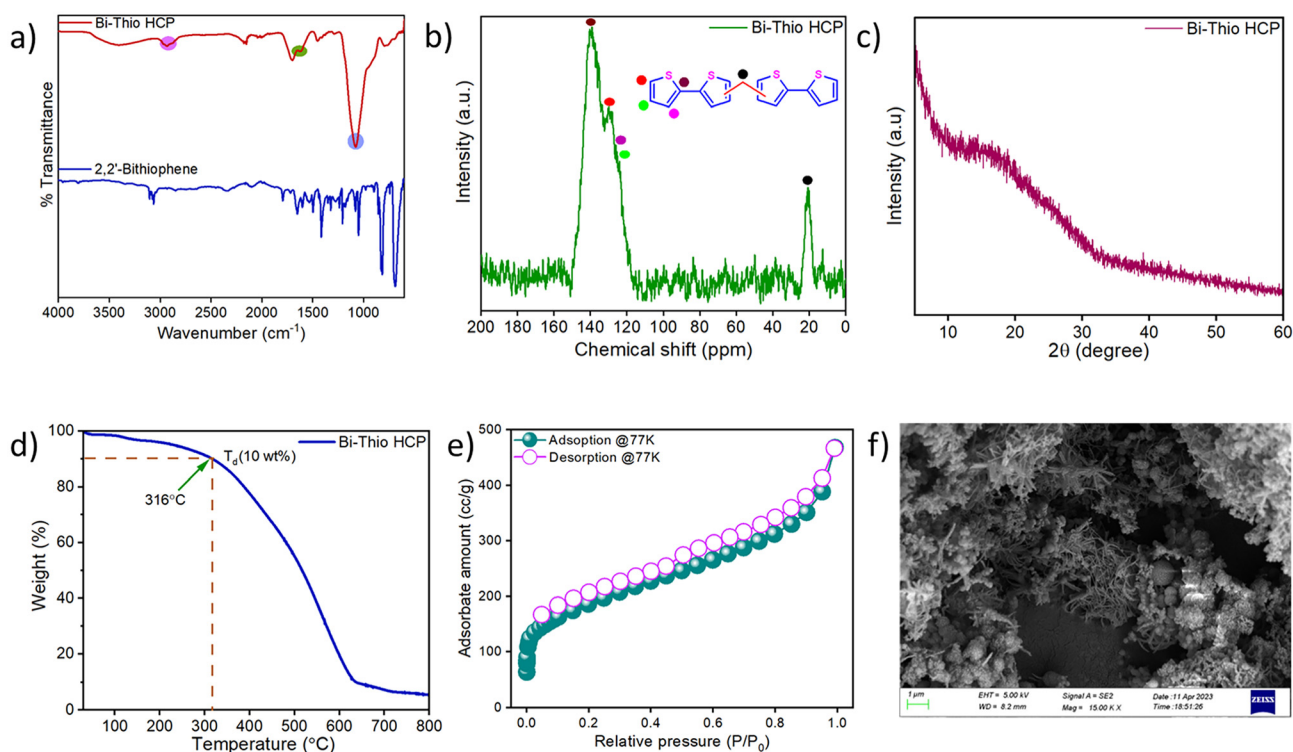 a)
Bi-Thio HCP
2,2'-Bithiophene
% Transmittance
4000 3500 3000 2500 2000 1500 1000
Wavenumber (cm⁻¹)
b)
Bi-Thio HCP
S S S S
Intensity (a.u.)
200 180 160 140 120 100 80 60 40 20 0
Chemical shift (ppm)
c)
Bi-Thio HCP
Intensity (a.u)
10 20 30 40 50 60
2θ (degree)
d)
Bi-Thio HCP
T_d(10 wt%)
316°C
Weight (%)
100
80
60
40
20
0
100 200 300 400 500 600 700 800
Temperature (°C)
e)
Adsoption @77K
Desorption @77K
Adsorbate amount (cc/g)
500
400
300
200
100
0
0.0 0.2 0.4 0.6 0.8 1.0
Relative pressure (P/P₀)
f)
1 µm
EHT = 5.00 kV
WD = 8.2 mm
Signal A = SE2
Mag = 15.00 K X
Date :11 Apr 2023
Time :18:51:26
ZEISS